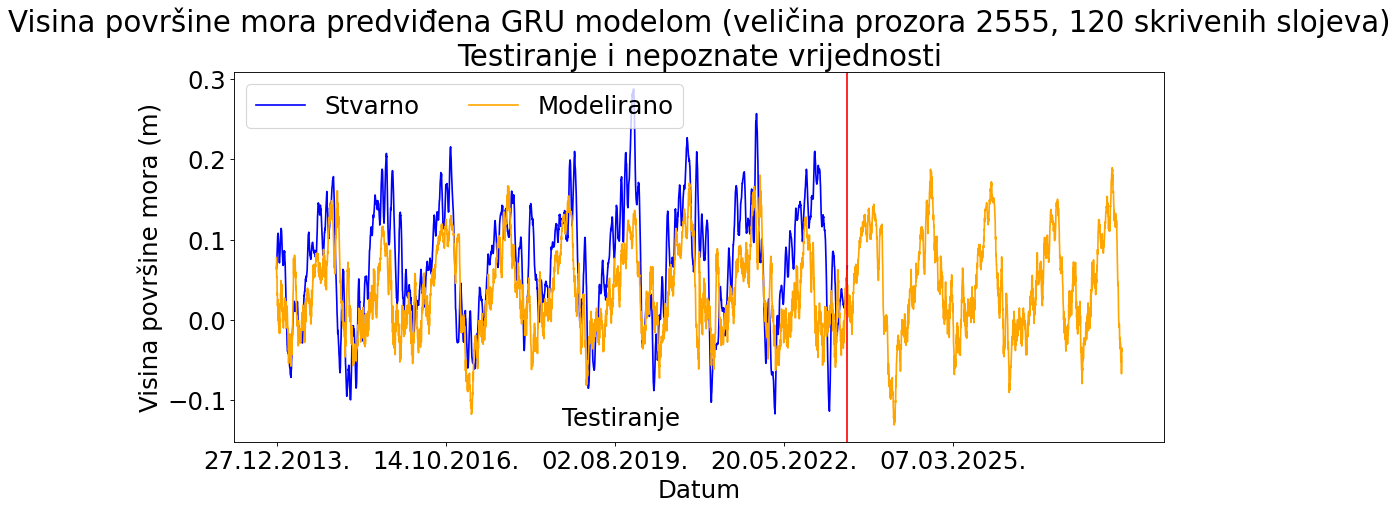 Visina površine mora predviđena GRU modelom (veličina prozora 2555, 120 skrivenih slojeva)
Testiranje i nepoznate vrijednosti
Visina površine mora (m)
0.3
0.2
0.1
0.0
−0.1
Stvarno Modelirano
Testiranje
27.12.2013. 14.10.2016. 02.08.2019. 20.05.2022. 07.03.2025.
Datum